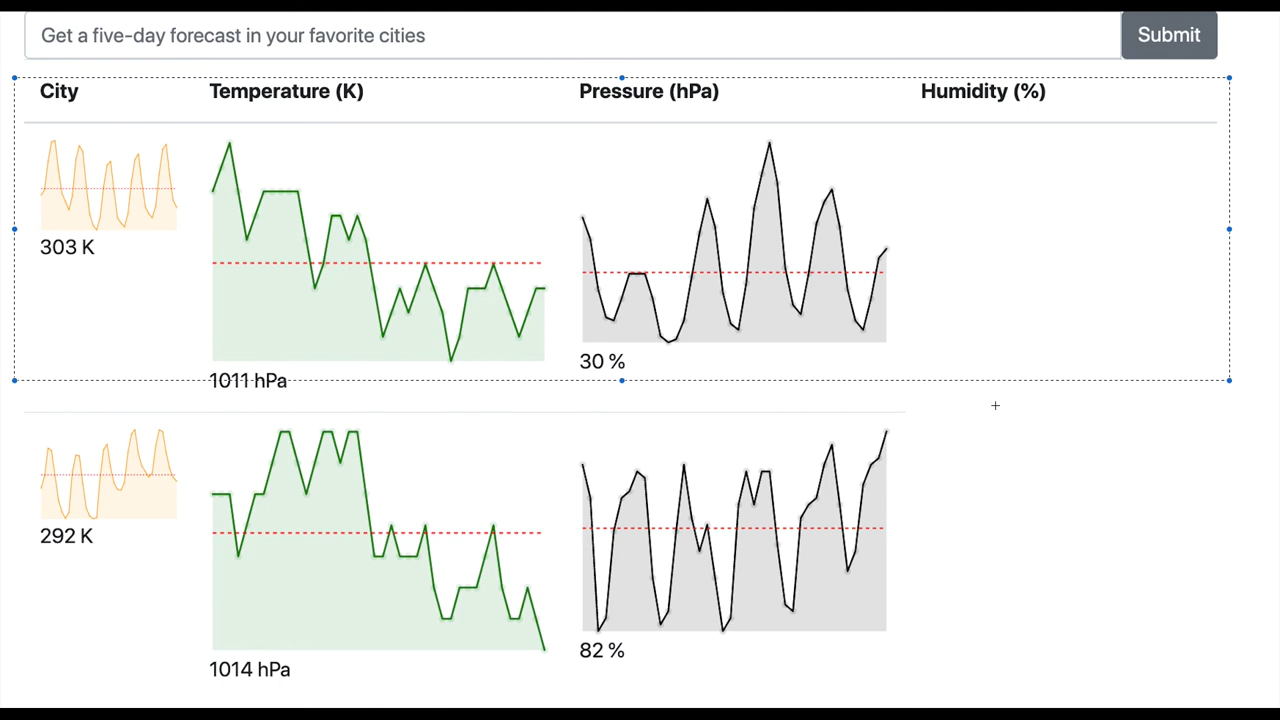 Get a five-day forecast in your favorite cities Submit
City Temperature (K) Pressure (hPa) Humidity (%)
303 K
1011 hPa
30 %
292 K
1014 hPa
82 %